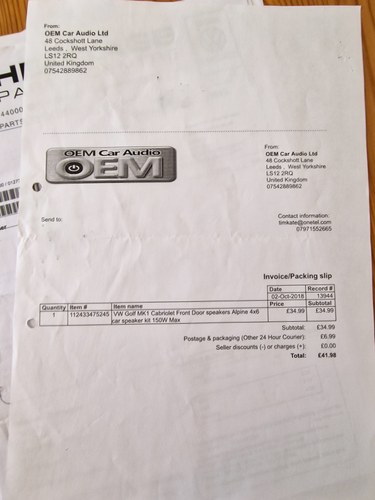 From:
OEM Car Audio Ltd
48 Cockshott Lane
Leeds , West Yorkshire
LS12 2RQ
United Kingdom
07542889862
OEM Car Audio
OEM
From:
OEM Car Audio Ltd
48 Cockshott Lane
Leeds , West Yorkshire
LS12 2RQ
United Kingdom
07542889862
Send to:
Contact information:
timkate@onetel.com
07971552665
Invoice/Packing slip
Date Record #
02-Oct-2018 13944
Quantity Item # Item name Price Subtotal
1 112433475245 VW Golf MK1 Cabriolet Front Door speakers Alpine 4x6 £34.99 £34.99
car speaker kit 150W Max
Subtotal: £34.99
Postage & packaging (Other 24 Hour Courier): £6.99
Seller discounts (-) or charges (+): £0.00
Total: £41.98
44000
PARTS